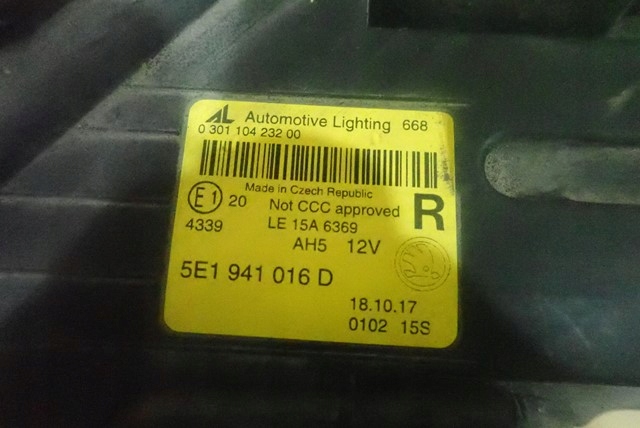 AL Automotive Lighting 668
0 301 104 232 00
Made in Czech Republic
E1 20 Not CCC approved R
4339 LE 15A 6369
AH5 12V
5E1 941 016 D
18.10.17
0102 15S